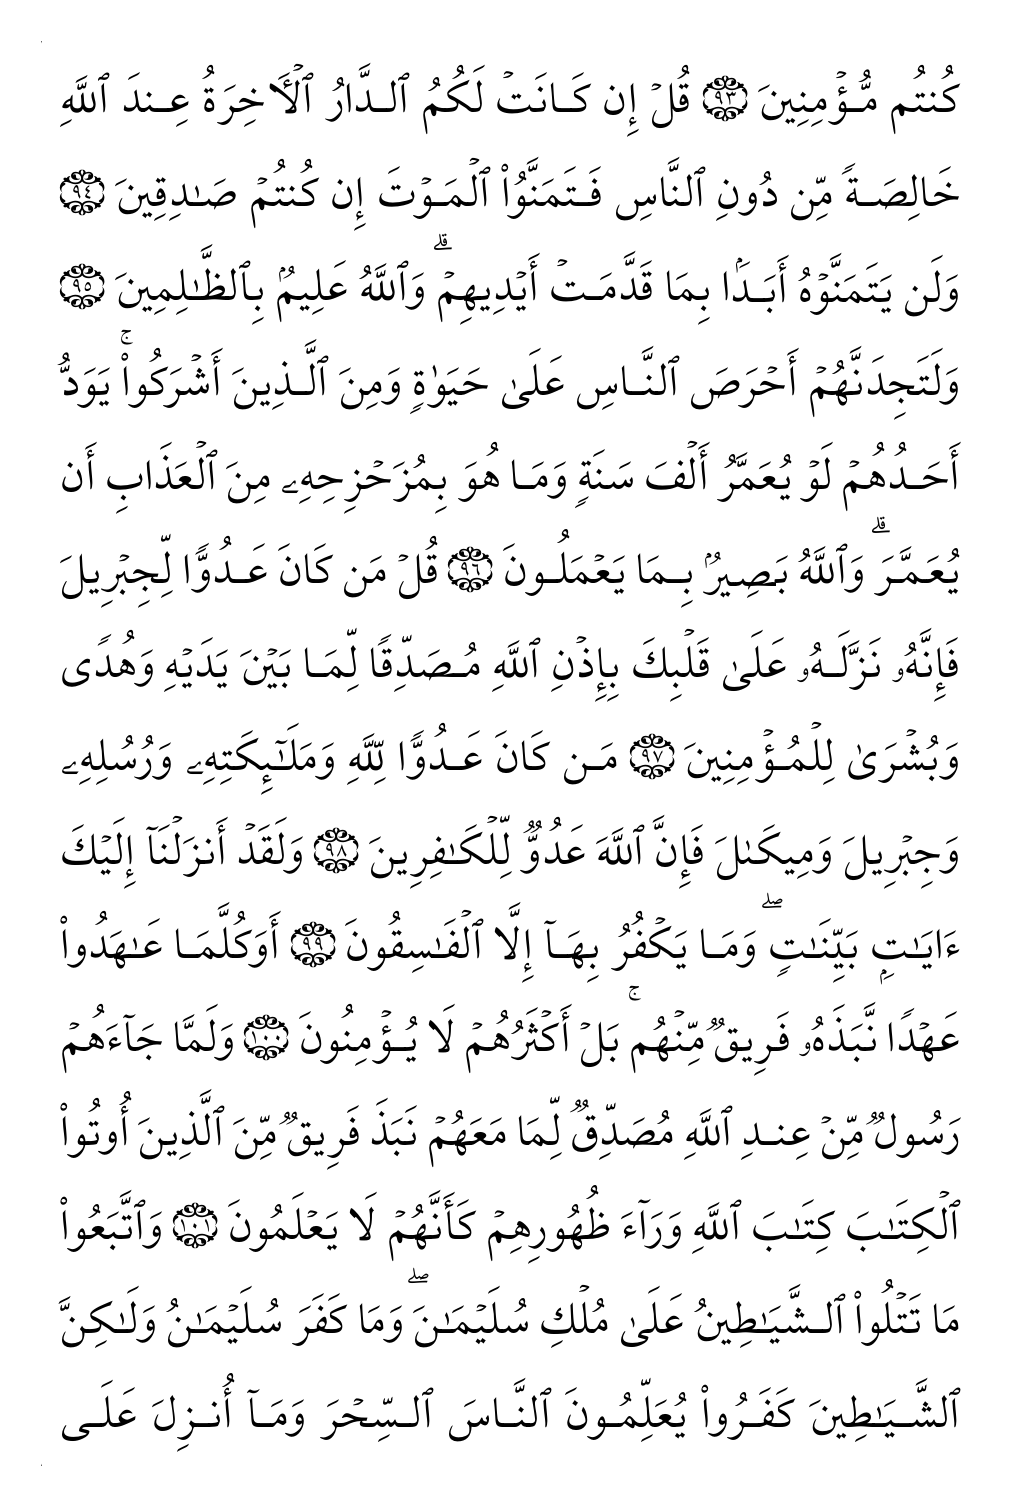 كُنتُم مُّؤۡمِنِينَ ٩٣ قُلۡ إِن كَانَتۡ لَكُمُ ٱلدَّارُ ٱلۡأٓخِرَةُ عِندَ ٱللَّهِ
خَالِصَةٗ مِّن دُونِ ٱلنَّاسِ فَتَمَنَّوُاْ ٱلۡمَوۡتَ إِن كُنتُمۡ صَٰدِقِينَ ٩٤
وَلَن يَتَمَنَّوۡهُ أَبَدَۢا بِمَا قَدَّمَتۡ أَيۡدِيهِمۡۚ وَٱللَّهُ عَلِيمُۢ بِٱلظَّٰلِمِينَ ٩٥
وَلَتَجِدَنَّهُمۡ أَحۡرَصَ ٱلنَّاسِ عَلَىٰ حَيَوٰةٖ وَمِنَ ٱلَّذِينَ أَشۡرَكُواْۚ يَوَدُّ
أَحَدُهُمۡ لَوۡ يُعَمَّرُ أَلۡفَ سَنَةٖ وَمَا هُوَ بِمُزَحۡزِحِهِۦ مِنَ ٱلۡعَذَابِ أَن
يُعَمَّرَۗ وَٱللَّهُ بَصِيرُۢ بِمَا يَعۡمَلُونَ ٩٦ قُلۡ مَن كَانَ عَدُوّٗا لِّجِبۡرِيلَ
فَإِنَّهُۥ نَزَّلَهُۥ عَلَىٰ قَلۡبِكَ بِإِذۡنِ ٱللَّهِ مُصَدِّقٗا لِّمَا بَيۡنَ يَدَيۡهِ وَهُدٗى
وَبُشۡرَىٰ لِلۡمُؤۡمِنِينَ ٩٧ مَن كَانَ عَدُوّٗا لِّلَّهِ وَمَلَٰٓئِكَتِهِۦ وَرُسُلِهِۦ
وَجِبۡرِيلَ وَمِيكَىٰلَ فَإِنَّ ٱللَّهَ عَدُوّٞ لِّلۡكَٰفِرِينَ ٩٨ وَلَقَدۡ أَنزَلۡنَآ إِلَيۡكَ
ءَايَٰتِۭ بَيِّنَٰتٖۖ وَمَا يَكۡفُرُ بِهَآ إِلَّا ٱلۡفَٰسِقُونَ ٩٩ أَوَكُلَّمَا عَٰهَدُواْ
عَهۡدٗا نَّبَذَهُۥ فَرِيقٞ مِّنۡهُمۚ بَلۡ أَكۡثَرُهُمۡ لَا يُؤۡمِنُونَ ١٠٠ وَلَمَّا جَآءَهُمۡ
رَسُولٞ مِّنۡ عِندِ ٱللَّهِ مُصَدِّقٞ لِّمَا مَعَهُمۡ نَبَذَ فَرِيقٞ مِّنَ ٱلَّذِينَ أُوتُواْ
ٱلۡكِتَٰبَ كِتَٰبَ ٱللَّهِ وَرَآءَ ظُهُورِهِمۡ كَأَنَّهُمۡ لَا يَعۡلَمُونَ ١٠١ وَٱتَّبَعُواْ
مَا تَتۡلُواْ ٱلشَّيَٰطِينُ عَلَىٰ مُلۡكِ سُلَيۡمَٰنَۖ وَمَا كَفَرَ سُلَيۡمَٰنُ وَلَٰكِنَّ
ٱلشَّيَٰطِينَ كَفَرُواْ يُعَلِّمُونَ ٱلنَّاسَ ٱلسِّحۡرَ وَمَآ أُنزِلَ عَلَى